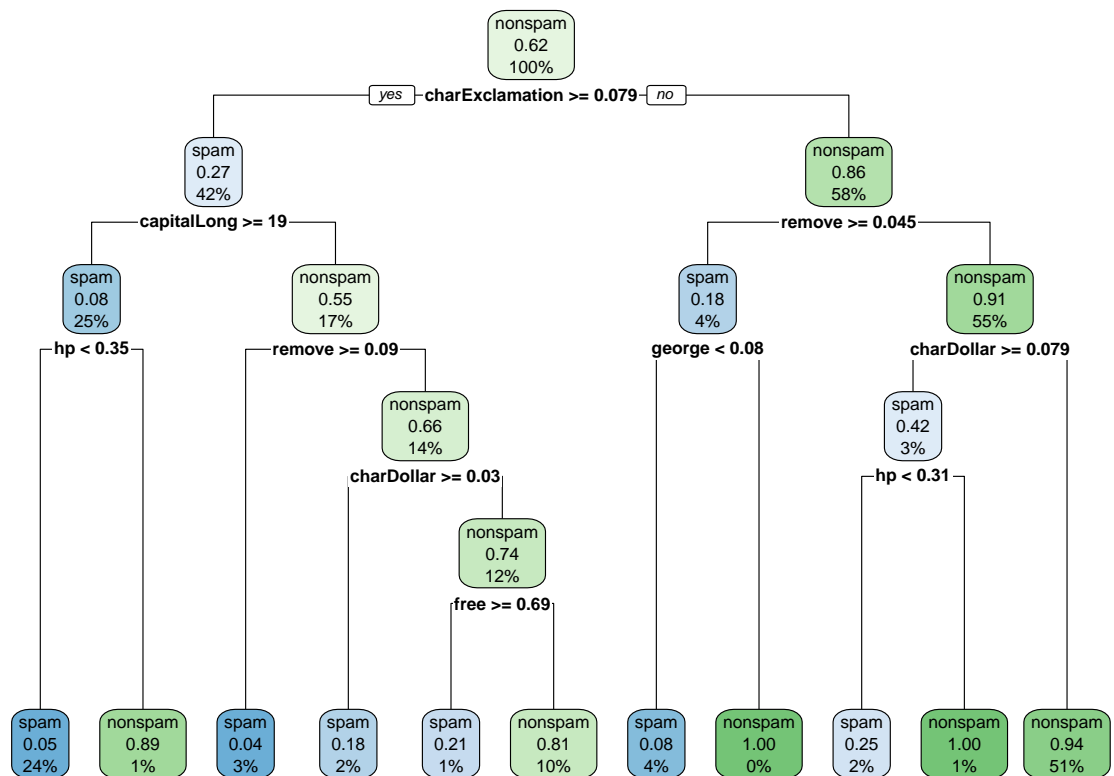 nonspam
0.62
100%
yes charExclamation >= 0.079 no
spam
0.27
42%
nonspam
0.86
58%
capitalLong >= 19
remove >= 0.045
spam
0.08
25%
nonspam
0.55
17%
spam
0.18
4%
nonspam
0.91
55%
hp < 0.35
remove >= 0.09
george < 0.08
charDollar >= 0.079
nonspam
0.66
14%
spam
0.42
3%
charDollar >= 0.03
hp < 0.31
nonspam
0.74
12%
free >= 0.69
spam
0.05
24%
nonspam
0.89
1%
spam
0.04
3%
spam
0.18
2%
spam
0.21
1%
nonspam
0.81
10%
spam
0.08
4%
nonspam
1.00
0%
spam
0.25
2%
nonspam
1.00
1%
nonspam
0.94
51%